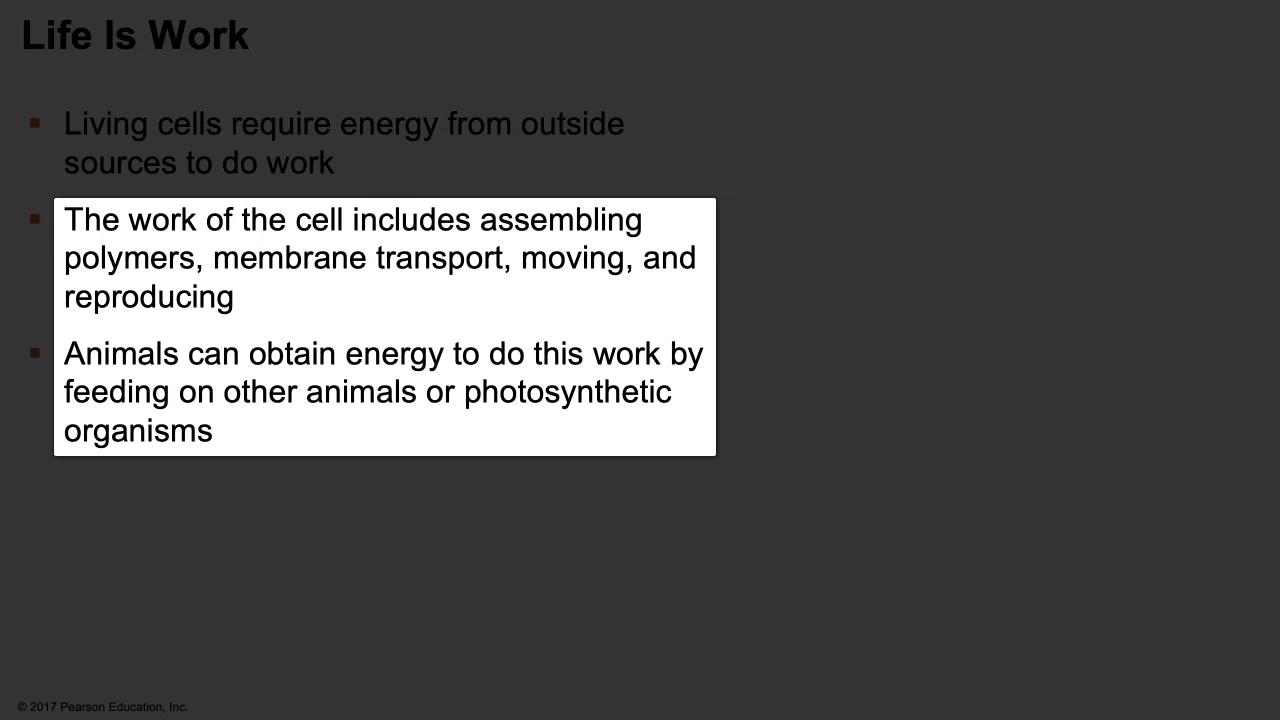 Life Is Work
Living cells require energy from outside
sources to do work
The work of the cell includes assembling
polymers, membrane transport, moving, and
reproducing
Animals can obtain energy to do this work by
feeding on other animals or photosynthetic
organisms
© 2017 Pearson Education, Inc.